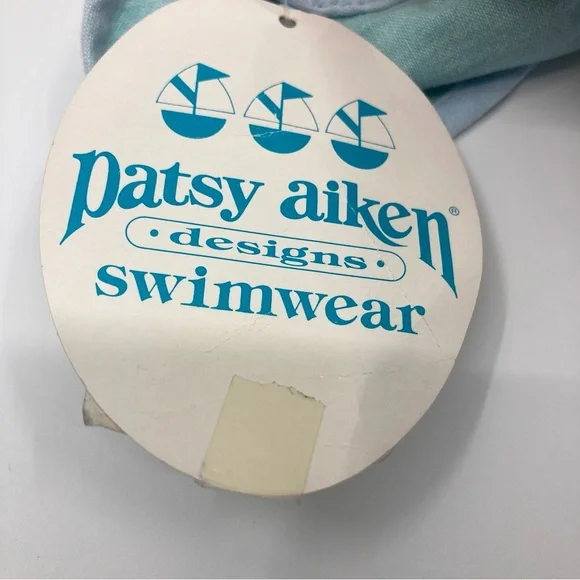 patsy aiken®
· designs ·
swimwear